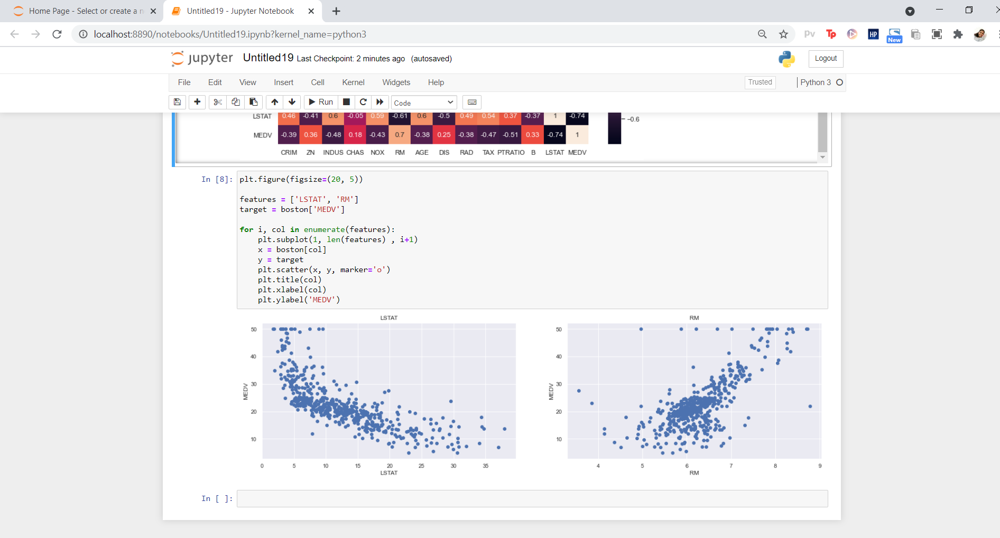 Home Page - Select or create a n
Untitled19 - Jupyter Notebook
localhost:8890/notebooks/Untitled19.ipynb?kernel_name=python3
Pv
Tp
HP
New
jupyter
Untitled19 Last Checkpoint: 2 minutes ago (autosaved)
Logout
File Edit View Insert Cell Kernel Widgets Help
Trusted
Python 3
Run
Code
LSTAT 0.46 -0.41 0.6 -0.05 0.59 -0.61 0.6 -0.5 0.49 0.54 0.37 -0.37 1 -0.74
-0.6
MEDV -0.39 0.36 -0.48 0.18 -0.43 0.7 -0.38 0.25 -0.38 -0.47 -0.51 0.33 -0.74 1
CRIM ZN INDUS CHAS NOX RM AGE DIS RAD TAX PTRATIO B LSTAT MEDV
In [8]:
plt.figure(figsize=(20, 5))
features = ['LSTAT', 'RM']
target = boston['MEDV']
for i, col in enumerate(features):
    plt.subplot(1, len(features) , i+1)
    x = boston[col]
    y = target
    plt.scatter(x, y, marker='o')
    plt.title(col)
    plt.xlabel(col)
    plt.ylabel('MEDV')
LSTAT
50
40
30
20
10
MEDV
0 5 10 15 20 25 30 35
LSTAT
RM
50
40
30
20
10
MEDV
4 5 6 7 8 9
RM
In [ ]: